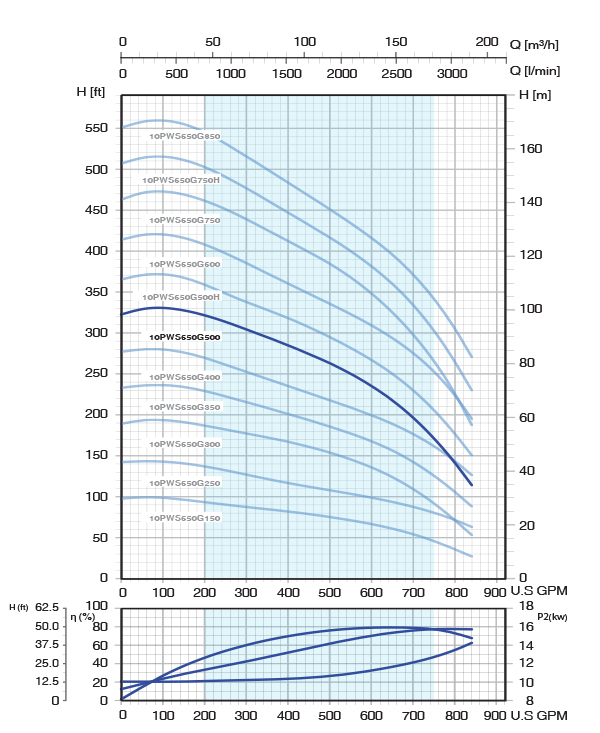 0 50 100 150 200 Q [m³/h]
0 500 1000 1500 2000 2500 3000 Q [l/min]
H [ft] H [m]
550
160
500
140
450
400
120
350
100
300
250
80
200
60
150
40
100
50
20
0 0
10PWS650G850
10PWS650G750H
10PWS650G750
10PWS650G600
10PWS650G500H
10PWS650G500
10PWS650G400
10PWS650G350
10PWS650G300
10PWS650G250
10PWS650G150
0 100 200 300 400 500 600 700 800 900 U.S GPM
H (ft) 62.5 100 18
η (%) P2(kw)
50.0 80 16
37.5 60 14
25.0 40 12
12.5 20 10
0 0 8
0 100 200 300 400 500 600 700 800 900 U.S GPM